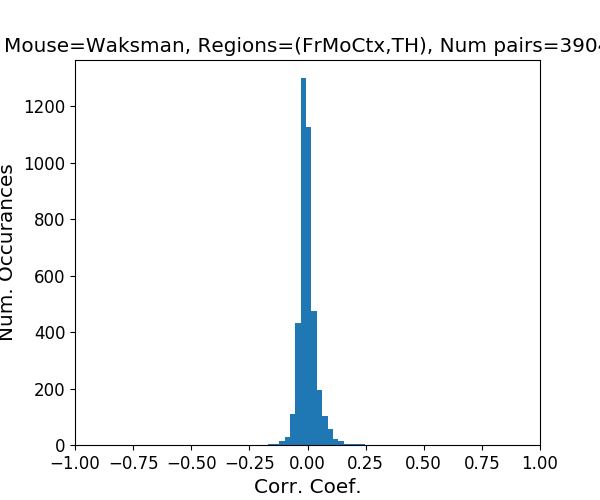 Mouse=Waksman, Regions=(FrMoCtx,TH), Num pairs=390
Num. Occurances
1200
1000
800
600
400
200
0
−1.00 −0.75 −0.50 −0.25 0.00 0.25 0.50 0.75 1.00
Corr. Coef.